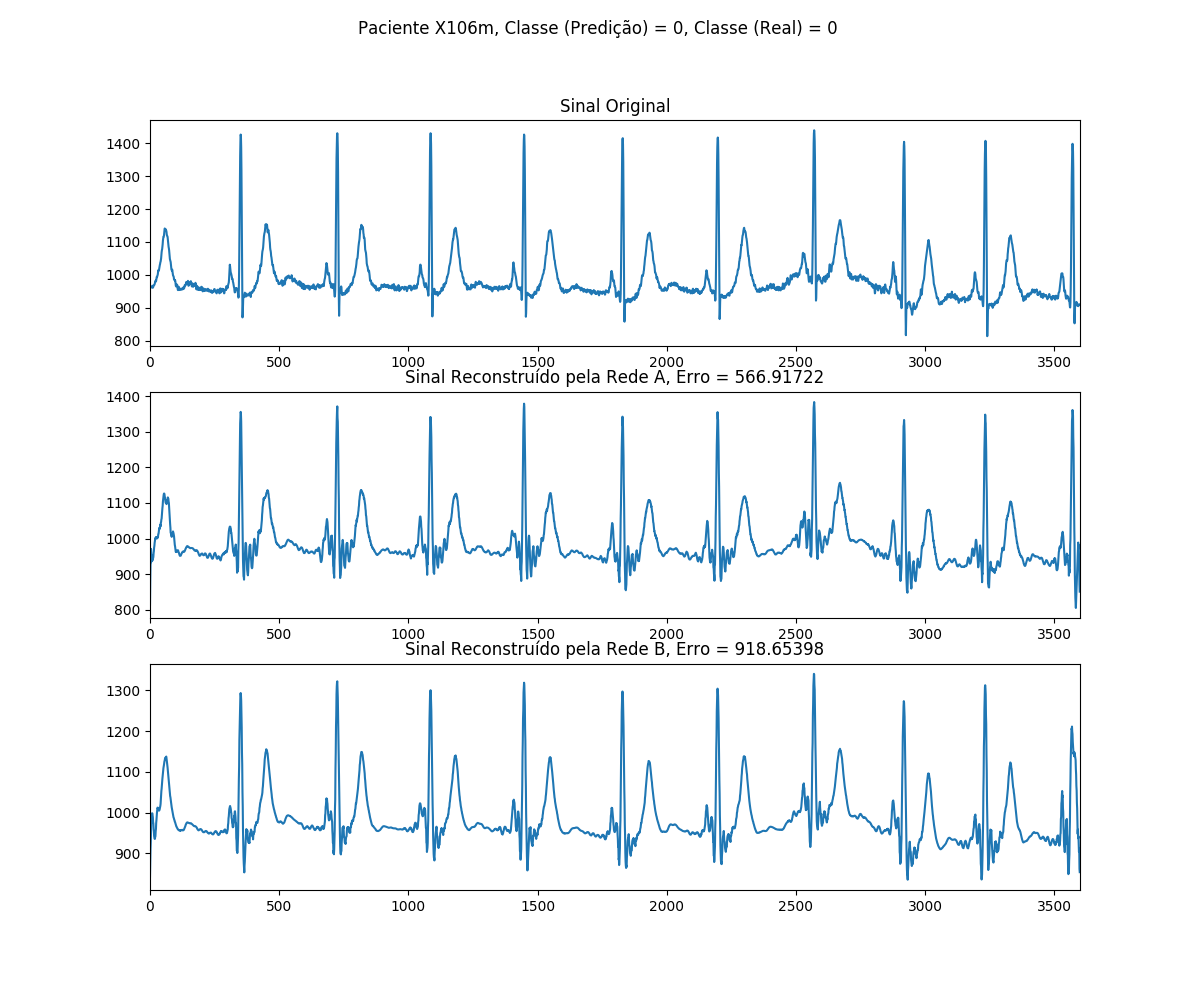 Paciente X106m, Classe (Predição) = 0, Classe (Real) = 0
Sinal Original
1400
1300
1200
1100
1000
900
800
0 500 1000 1500 2000 2500 3000 3500
Sinal Reconstruído pela Rede A, Erro = 566.91722
1400
1300
1200
1100
1000
900
800
0 500 1000 1500 2000 2500 3000 3500
Sinal Reconstruído pela Rede B, Erro = 918.65398
1300
1200
1100
1000
900
0 500 1000 1500 2000 2500 3000 3500